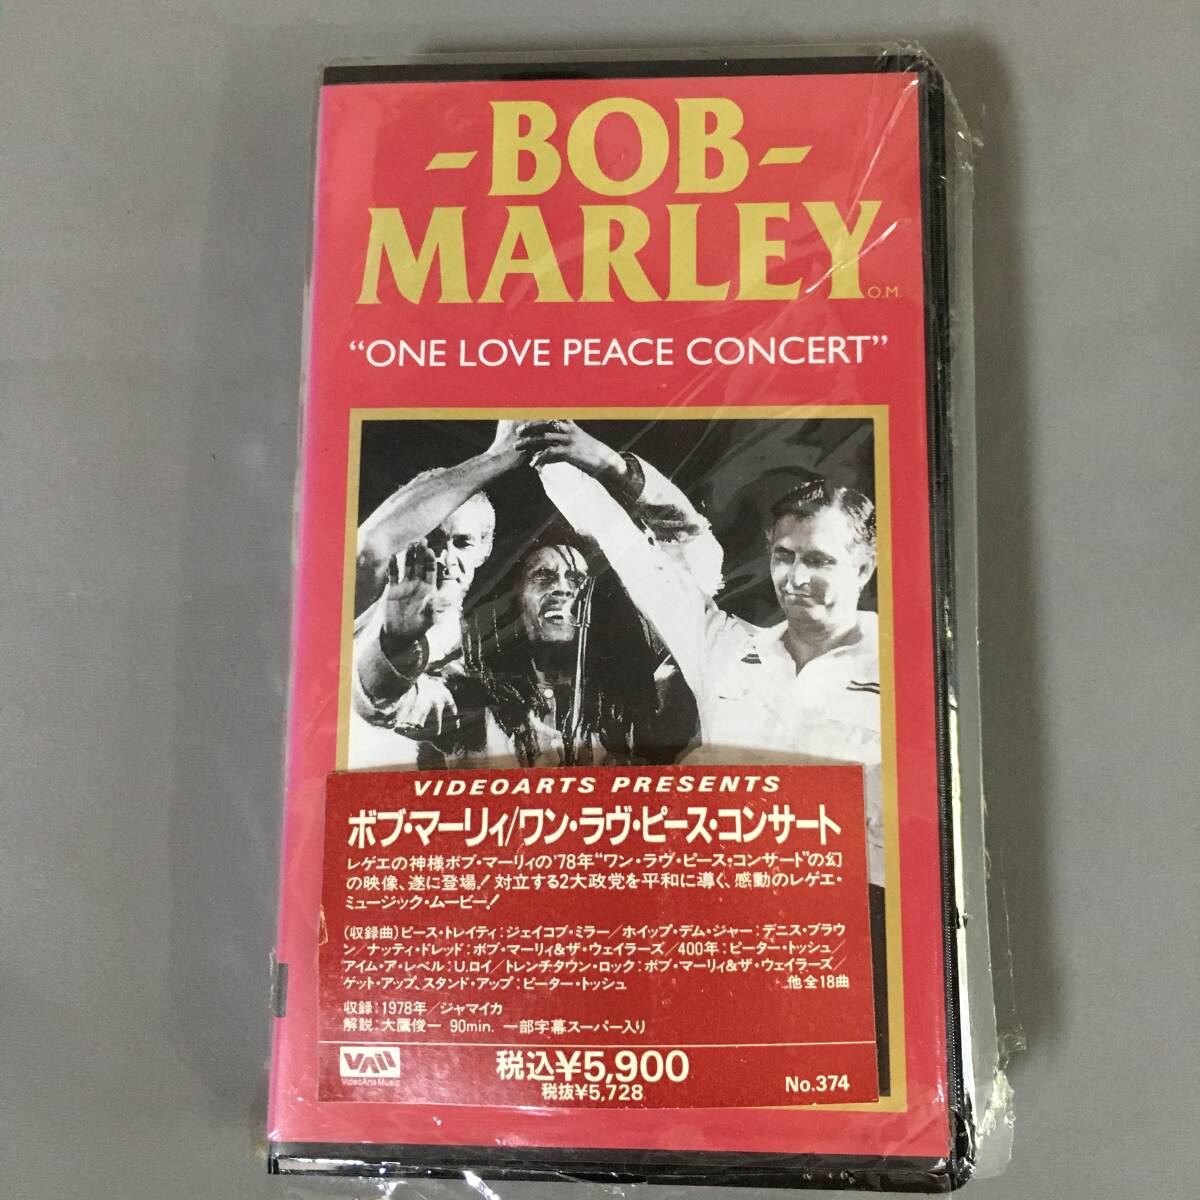 -BOB-
MARLEY O.M.
“ONE LOVE PEACE CONCERT”
VIDEOARTS PRESENTS
ボブ・マーリィ/ワン・ラヴ・ピース・コンサート
レゲエの神様ボブ・マーリィの'78年“ワン・ラヴ・ピース・コンサート”の幻
の映像、遂に登場! 対立する2大政党を平和に導く、感動のレゲエ・
ミュージック・ムービー!
(収録曲)ピース・トレイティ:ジェイコブ・ミラー/ホイップ・デム・ジャー:デニス・ブラウ
ン/ナッティ・ドレッド:ボブ・マーリィ&ザ・ウェイラーズ/400年:ピーター・トッシュ/
アイム・ア・レベル:U.ロイ/トレンチタウン・ロック:ボブ・マーリィ&ザ・ウェイラーズ/
ゲット・アップ、スタンド・アップ:ピーター・トッシュ 他全18曲
収録:1978年/ジャマイカ
解説:大鷹俊一 90min. 一部字幕スーパー入り
VAIl
VideoArts Music
税込¥5,900
税抜¥5,728
No.374